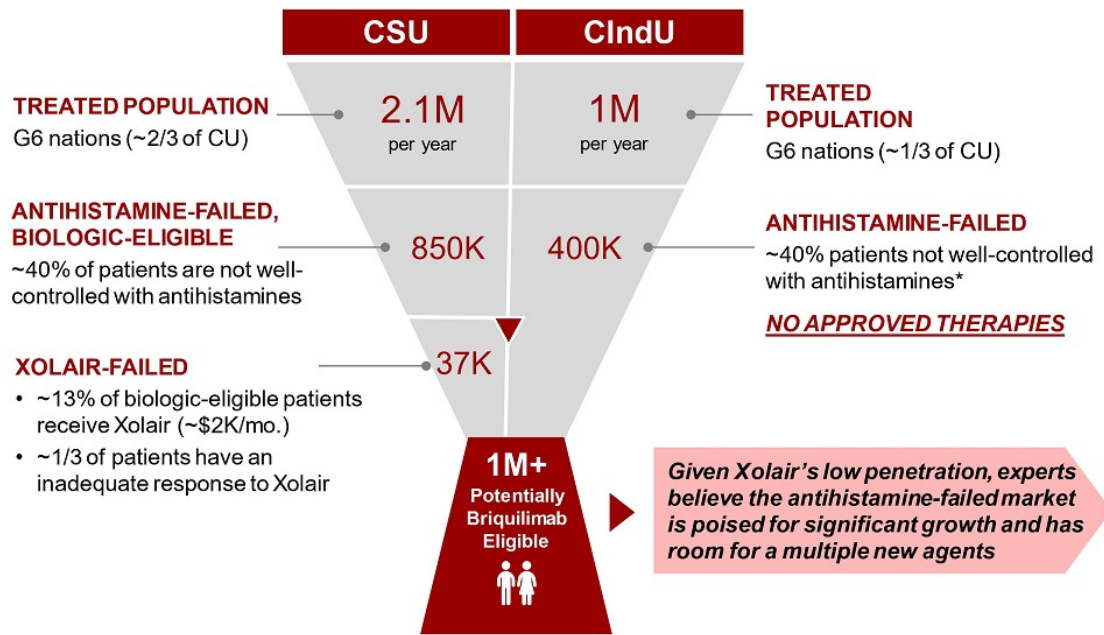 CSU
CIndU
TREATED POPULATION
G6 nations (~2/3 of CU)
2.1M
per year
1M
per year
TREATED
POPULATION
G6 nations (~1/3 of CU)
ANTIHISTAMINE-FAILED,
BIOLOGIC-ELIGIBLE
~40% of patients are not well-
controlled with antihistamines
850K
400K
ANTIHISTAMINE-FAILED
~40% patients not well-controlled
with antihistamines*
NO APPROVED THERAPIES
XOLAIR-FAILED
• ~13% of biologic-eligible patients
receive Xolair (~$2K/mo.)
• ~1/3 of patients have an
inadequate response to Xolair
37K
1M+
Potentially
Briquilimab
Eligible
Given Xolair's low penetration, experts
believe the antihistamine-failed market
is poised for significant growth and has
room for a multiple new agents